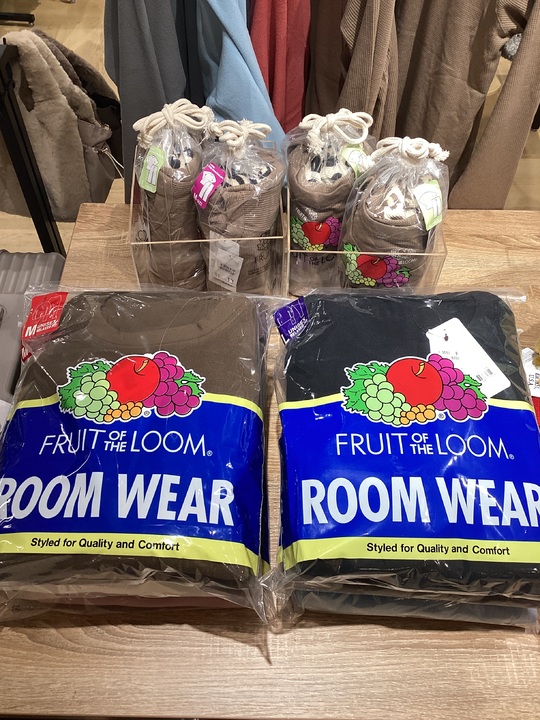 M
FRUIT OF THE LOOM®
ROOM WEAR
Styled for Quality and Comfort
L
UNISEX
FRUIT OF THE LOOM®
ROOM WEAR
Styled for Quality and Comfort